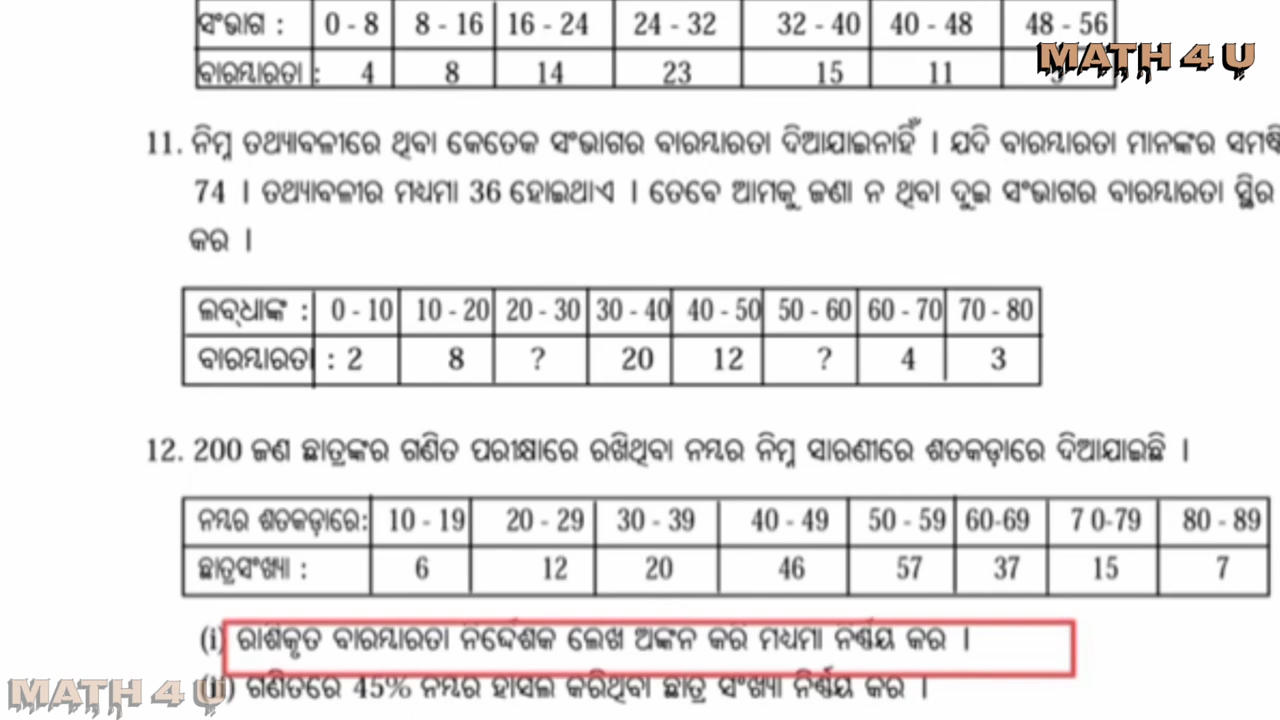 ସଂଭାଗ : 0 - 8 8 - 16 16 - 24 24 - 32 32 - 40 40 - 48 48 - 56
MATH 4 U
ବାରମ୍ବାରତା : 4 8 14 23 15 11
11. ନିମ୍ନ ତଥ୍ୟାବଳୀରେ ଥିବା କେତେକ ସଂଭାଗର ବାରମ୍ବାରତା ଦିଆଯାଇନାହିଁ । ଯଦି ବାରମ୍ବାରତା ମାନଙ୍କର ସମଷ୍ଟି
74 । ତଥ୍ୟାବଳୀର ମଧ୍ୟମା 36 ହୋଇଥାଏ । ତେବେ ଆମକୁ ଜଣା ନ ଥିବା ଦୁଇ ସଂଭାଗର ବାରମ୍ବାରତା ସ୍ଥିର
କର ।
ଲବ୍‌ଧାଙ୍କ : 0 - 10 10 - 20 20 - 30 30 - 40 40 - 50 50 - 60 60 - 70 70 - 80
ବାରମ୍ବାରତା : 2 8 ? 20 12 ? 4 3
12. 200 ଜଣ ଛାତ୍ରଙ୍କର ଗଣିତ ପରୀକ୍ଷାରେ ରଖିଥିବା ନମ୍ବର ନିମ୍ନ ସାରଣୀରେ ଶତକଡ଼ାରେ ଦିଆଯାଇଛି ।
ନମ୍ବର ଶତକଡ଼ାରେ: 10 - 19 20 - 29 30 - 39 40 - 49 50 - 59 60-69 7 0-79 80 - 89
ଛାତ୍ରସଂଖ୍ୟା : 6 12 20 46 57 37 15 7
(i) ରାଶିକୃତ ବାରମ୍ବାରତା ନିର୍ଦ୍ଦେଶକ ଲେଖ ଅଙ୍କନ କରି ମଧ୍ୟମା ନିର୍ଣ୍ଣୟ କର ।
(ii) ଗଣିତରେ 45% ନମ୍ବର ହାସଲ କରିଥିବା ଛାତ୍ର ସଂଖ୍ୟା ନିର୍ଣ୍ଣୟ କର ।
MATH 4 U